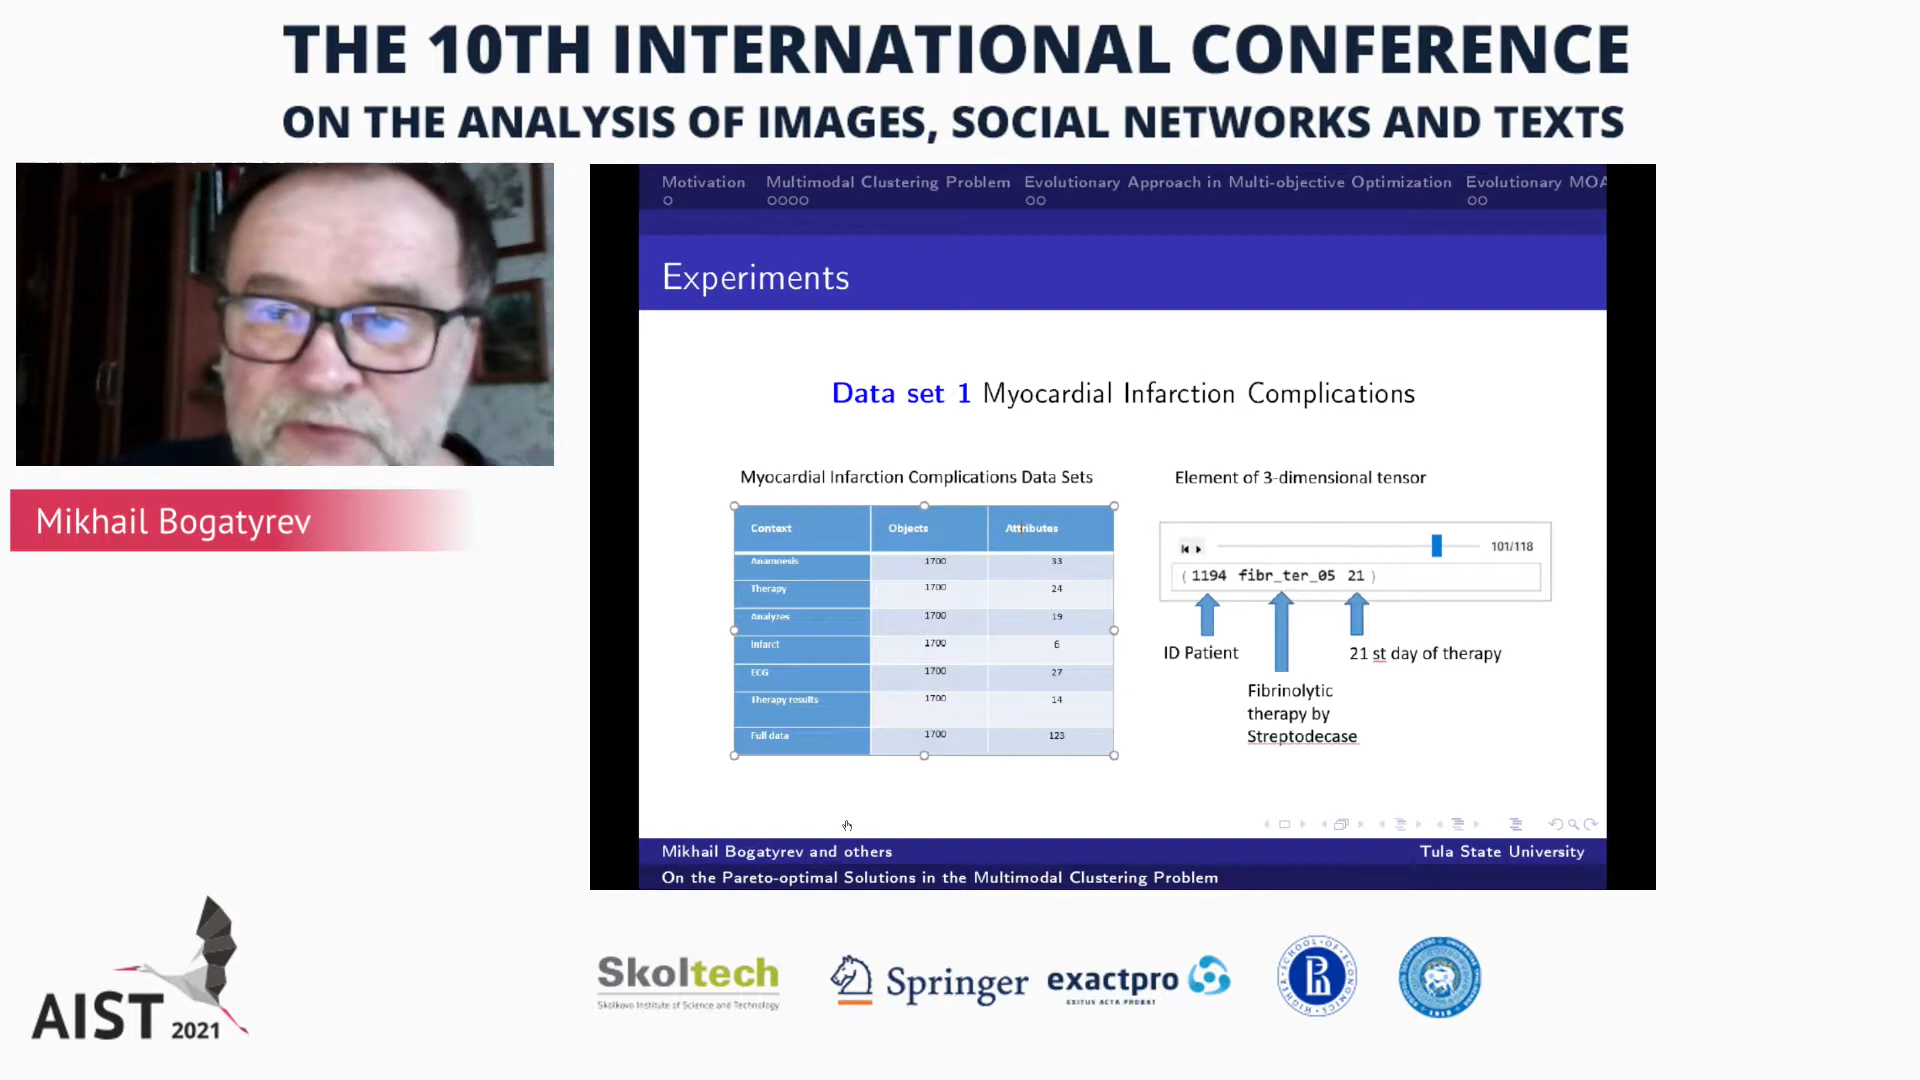 THE 10TH INTERNATIONAL CONFERENCE
ON THE ANALYSIS OF IMAGES, SOCIAL NETWORKS AND TEXTS
Mikhail Bogatyrev
Motivation Multimodal Clustering Problem Evolutionary Approach in Multi-objective Optimization Evolutionary MOA
Experiments
Data set 1 Myocardial Infarction Complications
Myocardial Infarction Complications Data Sets
Context Objects Attributes
Anamnesis 1700 33
Therapy 1700 24
Analyzes 1700 19
Infarct 1700 6
ECG 1700 27
Therapy results 1700 14
Full data 1700 123
Element of 3-dimensional tensor
101/118
( 1194 fibr_ter_05 21 )
ID Patient
21 st day of therapy
Fibrinolytic
therapy by
Streptodecase
Mikhail Bogatyrev and others Tula State University
On the Pareto-optimal Solutions in the Multimodal Clustering Problem
AIST 2021
Skoltech
Skolkovo Institute of Science and Technology
Springer
exactpro
EXITUS ACTA PROBAT
HIGHER SCHOOL OF ECONOMICS